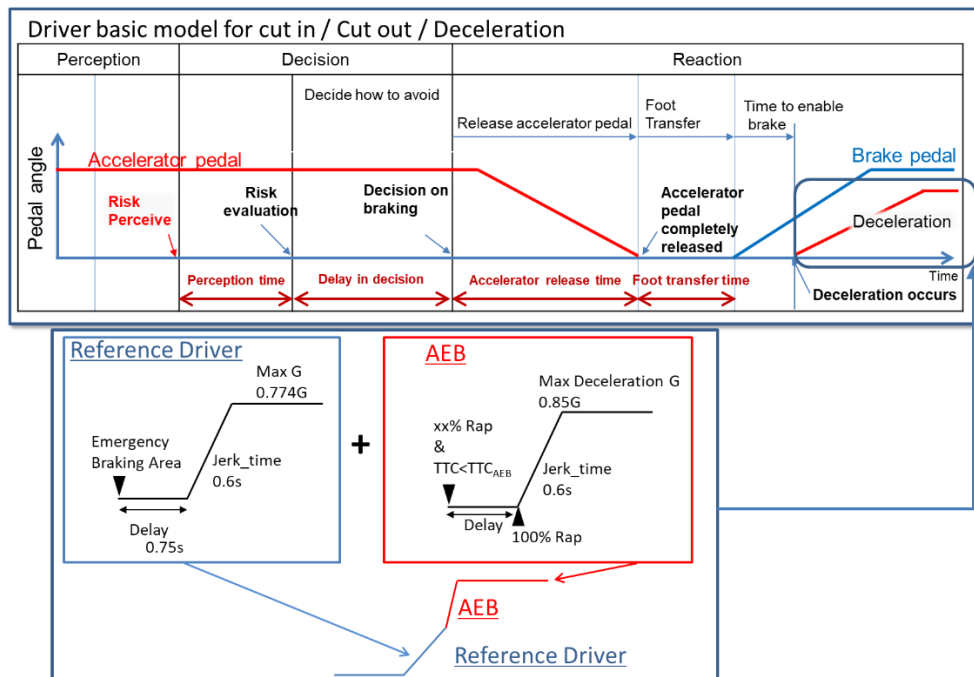 Driver basic model for cut in / Cut out / Deceleration
Perception
Decision
Reaction
Decide how to avoid
Release accelerator pedal
Foot
Transfer
Time to enable
brake
Pedal angle
Accelerator pedal
Brake pedal
Risk
Perceive
Risk
evaluation
Decision on
braking
Accelerator
pedal
completely
released
Deceleration
Time
Perception time
Delay in decision
Accelerator release time
Foot transfer time
Deceleration occurs
Reference Driver
Max G
0.774G
Emergency
Braking Area
Jerk_time
0.6s
Delay
0.75s
+
AEB
Max Deceleration G
0.85G
xx% Rap
&
TTC<TTCAEB
Jerk_time
0.6s
Delay
100% Rap
AEB
Reference Driver